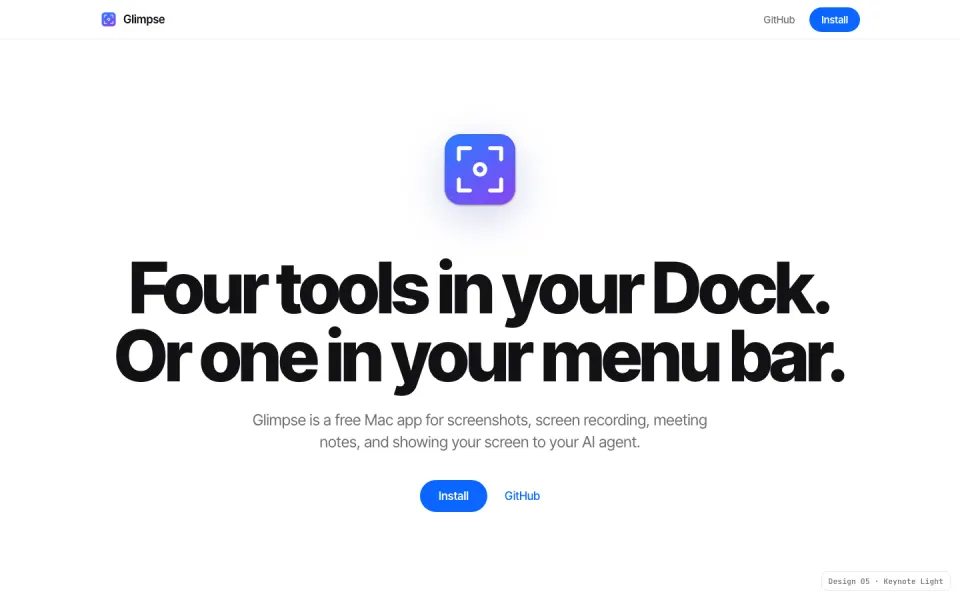 Glimpse
GitHub
Install
Four tools in your Dock.
Or one in your menu bar.
Glimpse is a free Mac app for screenshots, screen recording, meeting
notes, and showing your screen to your AI agent.
Install
GitHub
Design 05 · Keynote Light